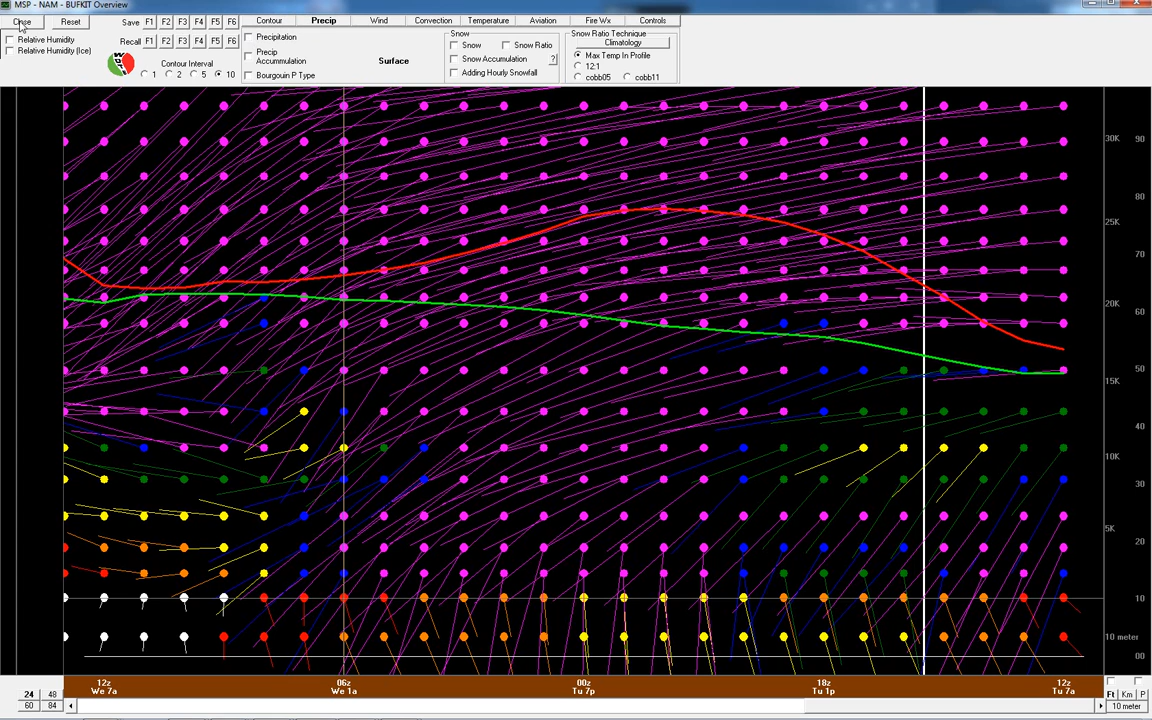 MSP - NAM - BUFKIT Overview
Close Reset Save F1 F2 F3 F4 F5 F6 Contour Precip Wind Convection Temperature Aviation Fire Wx Controls
Relative Humidity Recall F1 F2 F3 F4 F5 F6
Relative Humidity (Ice)
Contour Interval
1 2 5 10
Precipitation
Precip
Accummulation
Bourgouin P Type
Surface
Snow
Snow Snow Ratio
Snow Accumulation ?
Adding Hourly Snowfall
Snow Ratio Technique
Climatology
Max Temp In Profile
12:1
cobb05 cobb11
30K 90
80
25K
70
20K 60
15K 50
40
10K
30
5K
20
10
10 meter
00
12z 06z 00z 18z 12z
We 7a We 1a Tu 7p Tu 1p Tu 7a
24 48
60 84
Ft Km P
10 meter